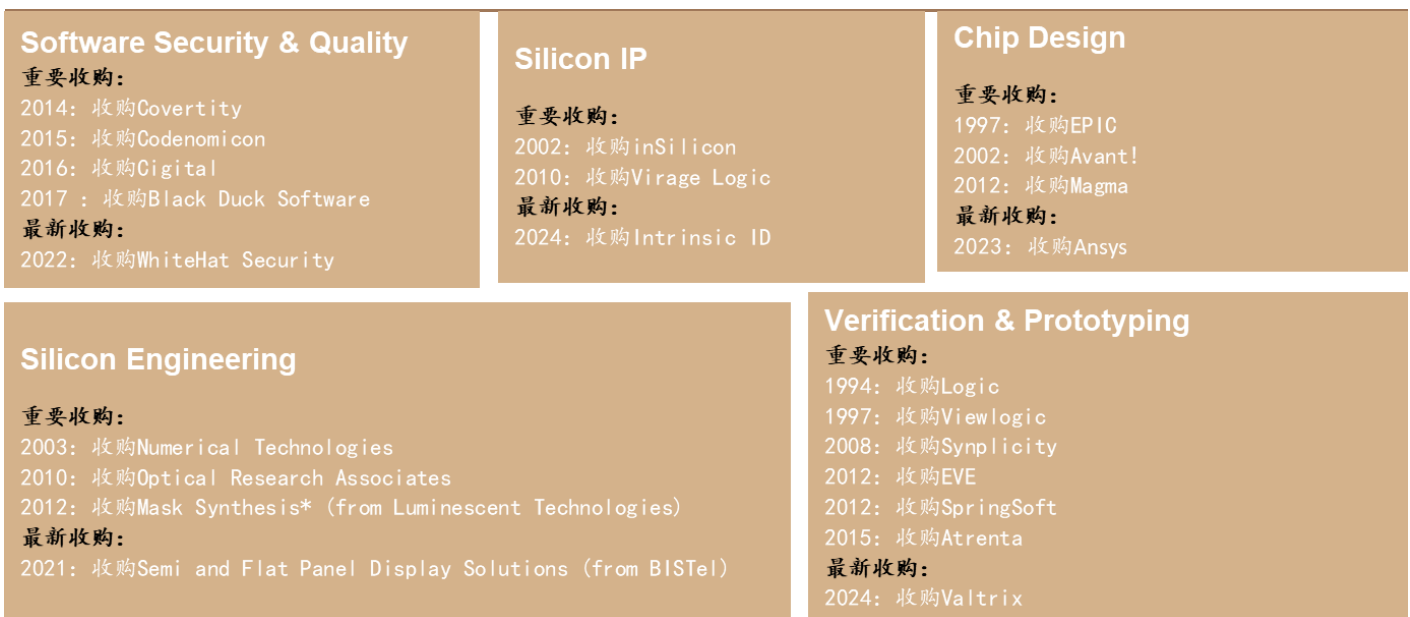 Software Security & Quality
重要收购:
2014: 收购Covertity
2015: 收购Codenomicon
2016: 收购Cigital
2017 : 收购Black Duck Software
最新收购:
2022: 收购WhiteHat Security
Silicon IP
重要收购:
2002: 收购inSilicon
2010: 收购Virage Logic
最新收购:
2024: 收购Intrinsic ID
Chip Design
重要收购:
1997: 收购EPIC
2002: 收购Avant!
2012: 收购Magma
最新收购:
2023: 收购Ansys
Silicon Engineering
重要收购:
2003: 收购Numerical Technologies
2010: 收购Optical Research Associates
2012: 收购Mask Synthesis* (from Luminescent Technologies)
最新收购:
2021: 收购Semi and Flat Panel Display Solutions (from BISTel)
Verification & Prototyping
重要收购:
1994: 收购Logic
1997: 收购Viewlogic
2008: 收购Synplicity
2012: 收购EVE
2012: 收购SpringSoft
2015: 收购Atrenta
最新收购:
2024: 收购Valtrix